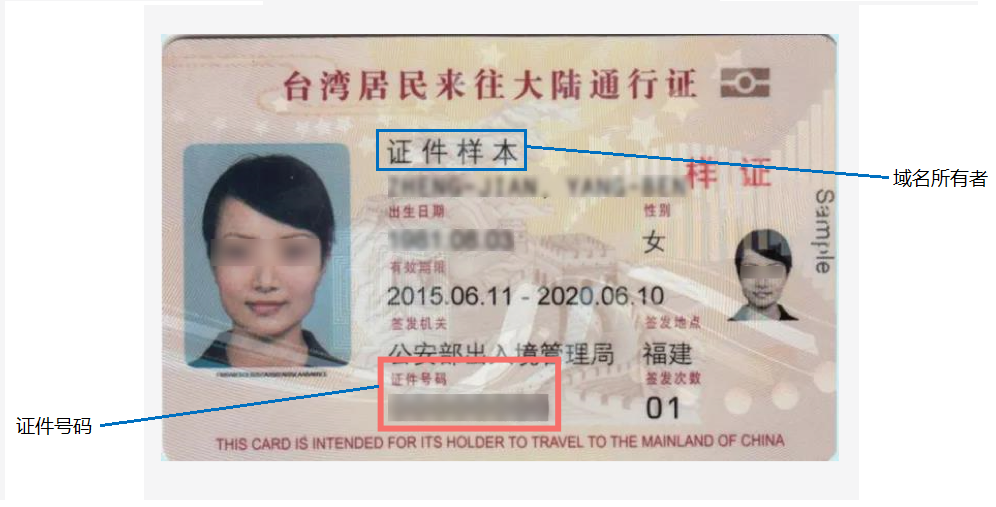 台湾居民来往大陆通行证
证件样本
样证
域名所有者
ZHENG-JIAN, YANG-BEN
Sample
出生日期 性别
1981.08.03 女
有效期限
2015.06.11 - 2020.06.10
签发机关 签发地点
公安部出入境管理局 福建
证件号码 签发次数
01
证件号码
THIS CARD IS INTENDED FOR ITS HOLDER TO TRAVEL TO THE MAINLAND OF CHINA